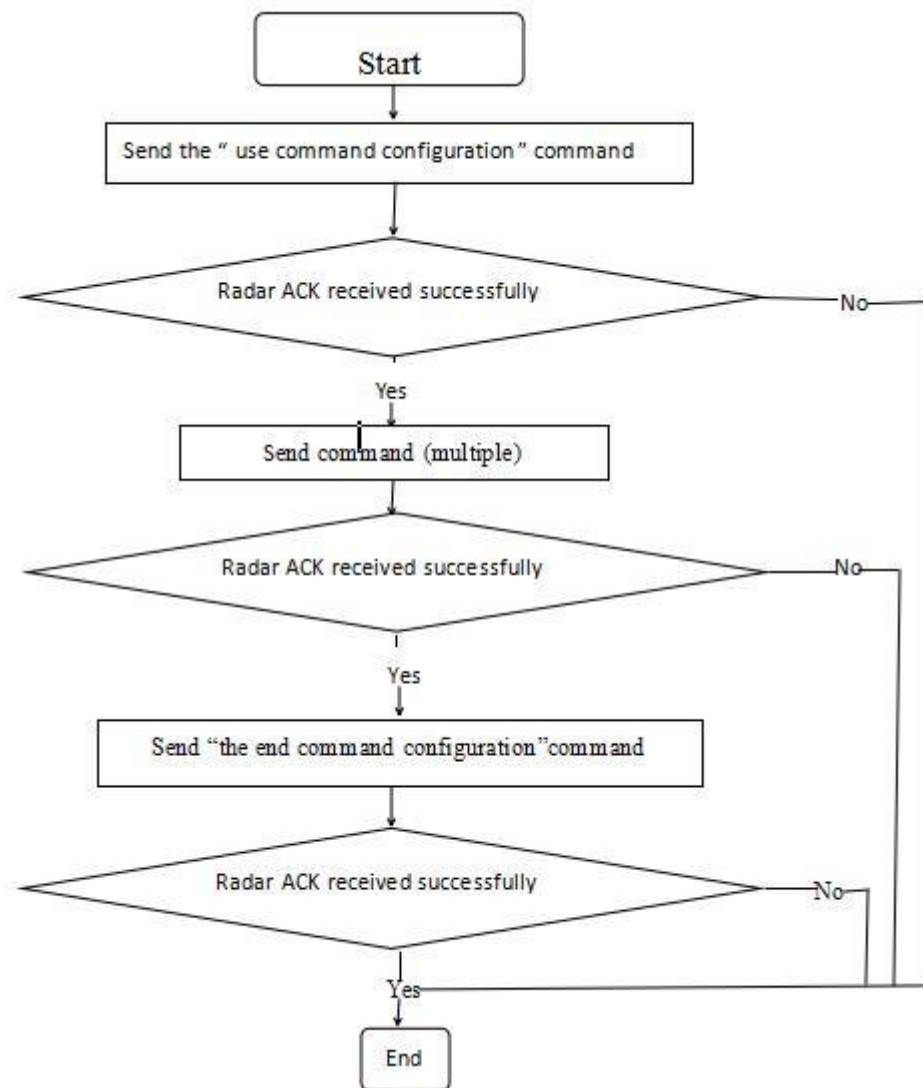 Start
Send the “ use command configuration” command
Radar ACK received successfully
No
Yes
Send command (multiple)
Radar ACK received successfully
No
Yes
Send “the end command configuration”command
Radar ACK received successfully
No
Yes
End